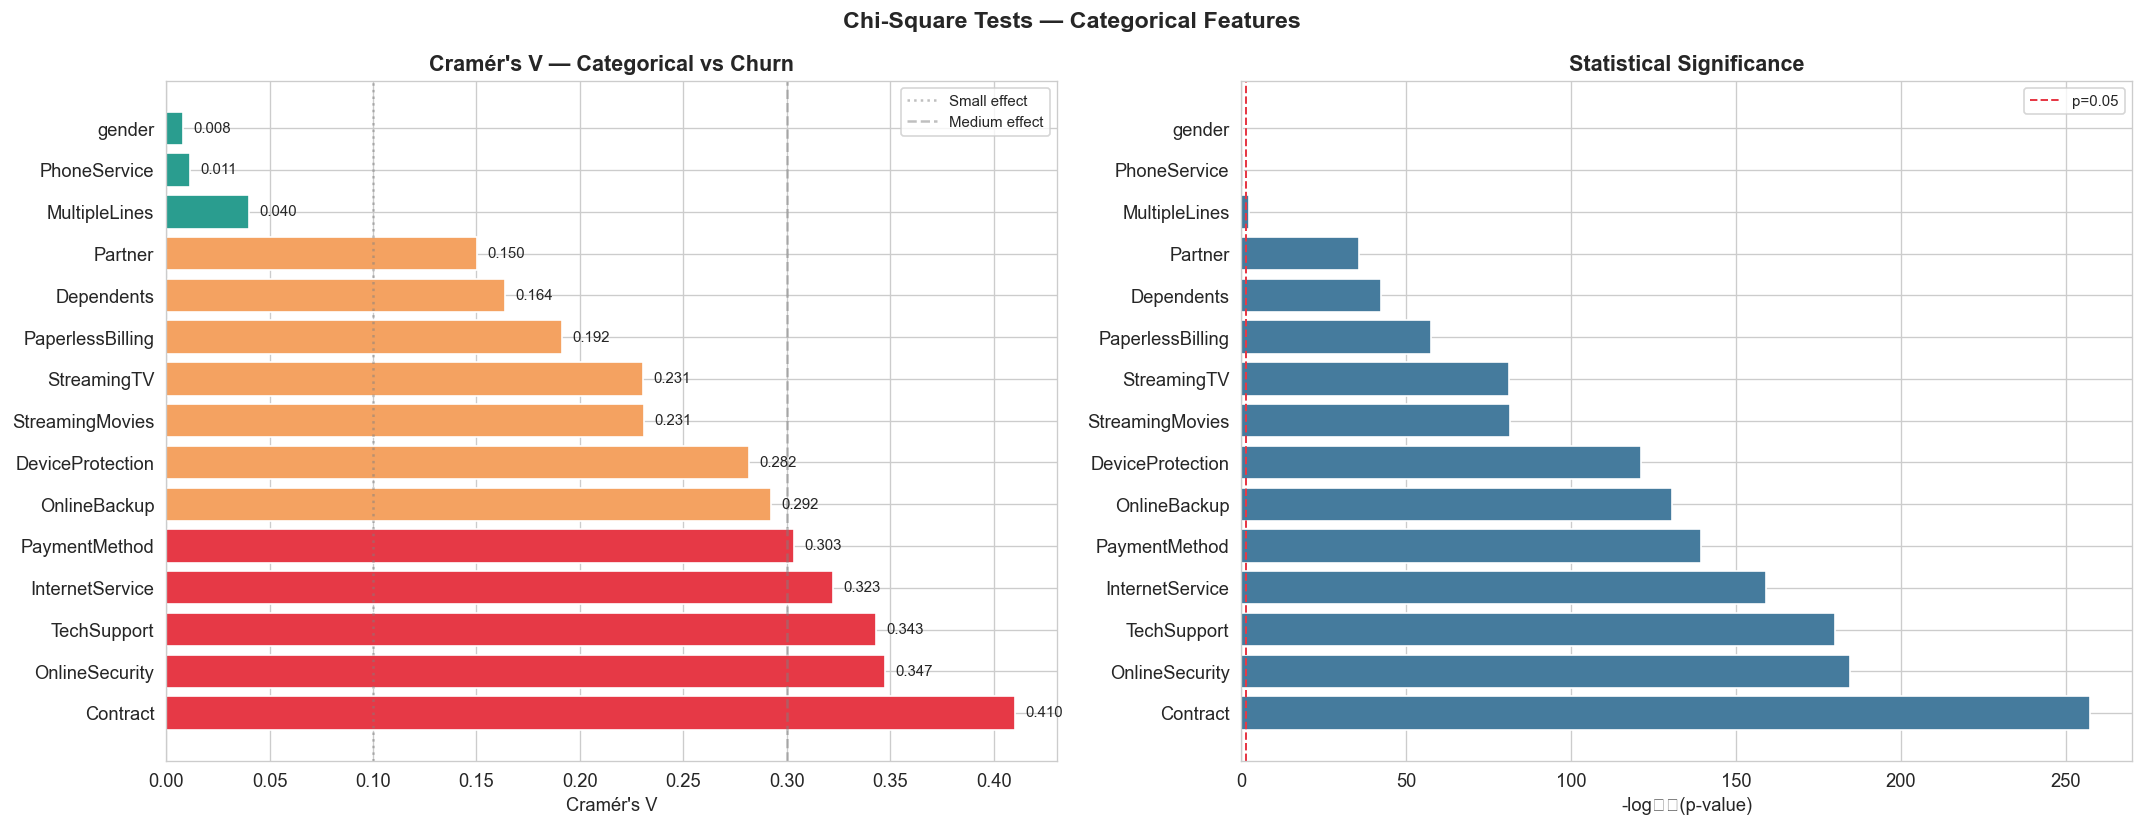 Chi-Square Tests — Categorical Features
Cramér's V — Categorical vs Churn
Small effect
Medium effect
gender
0.008
PhoneService
0.011
MultipleLines
0.040
Partner
0.150
Dependents
0.164
PaperlessBilling
0.192
StreamingTV
0.231
StreamingMovies
0.231
DeviceProtection
0.282
OnlineBackup
0.292
PaymentMethod
0.303
InternetService
0.323
TechSupport
0.343
OnlineSecurity
0.347
Contract
0.410
0.00 0.05 0.10 0.15 0.20 0.25 0.30 0.35 0.40
Cramér's V
Statistical Significance
p=0.05
gender
PhoneService
MultipleLines
Partner
Dependents
PaperlessBilling
StreamingTV
StreamingMovies
DeviceProtection
OnlineBackup
PaymentMethod
InternetService
TechSupport
OnlineSecurity
Contract
0 50 100 150 200 250
-log▯▯(p-value)